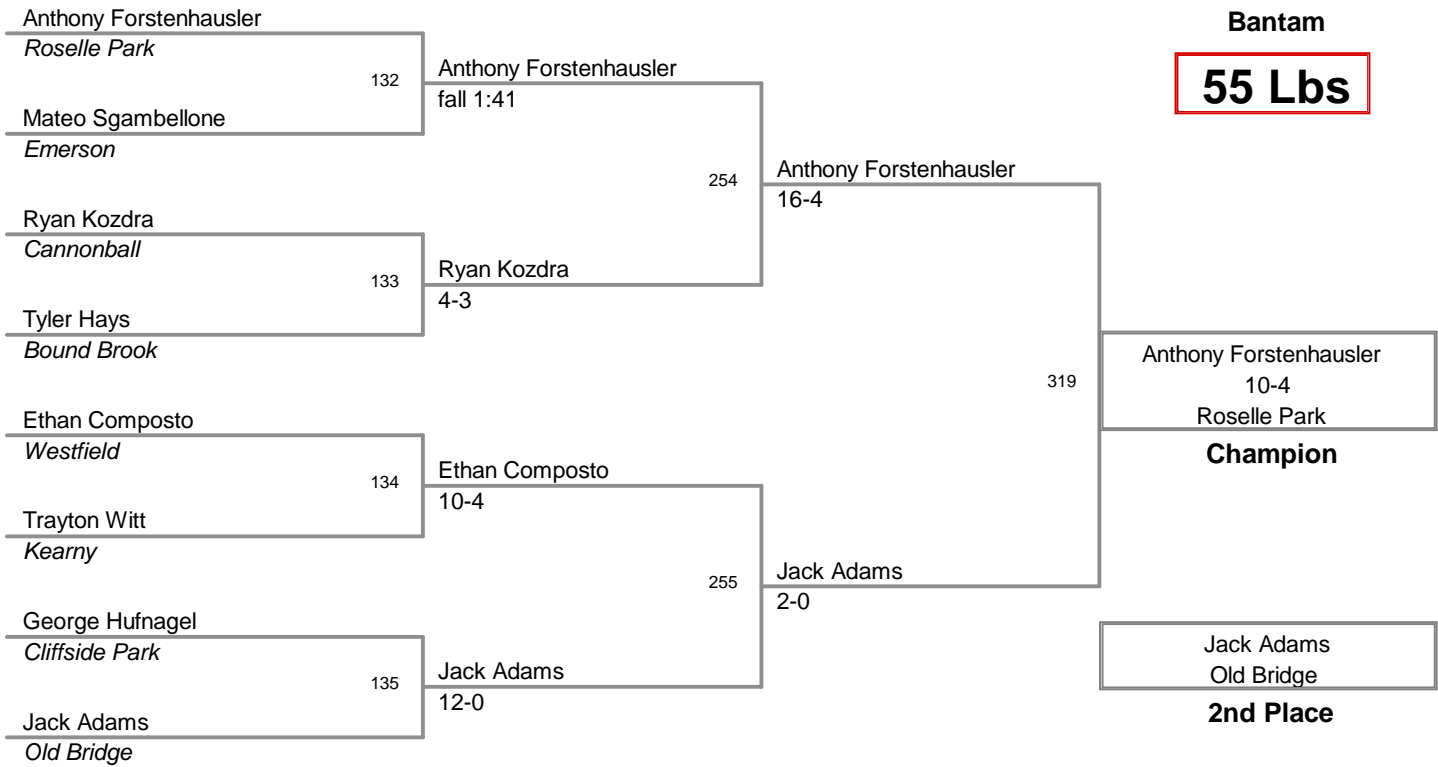 Anthony Forstenhausler
Roselle Park
132
Mateo Sgambellone
Emerson
Ryan Kozdra
Cannonball
133
Tyler Hays
Bound Brook
Ethan Composto
Westfield
134
Trayton Witt
Kearny
George Hufnagel
Cliffside Park
135
Jack Adams
Old Bridge
Anthony Forstenhausler
fall 1:41
254
Ryan Kozdra
4-3
Ethan Composto
10-4
255
Jack Adams
12-0
Anthony Forstenhausler
16-4
319
Jack Adams
2-0
Bantam
55 Lbs
Anthony Forstenhausler
10-4
Roselle Park
Champion
Jack Adams
Old Bridge
2nd Place